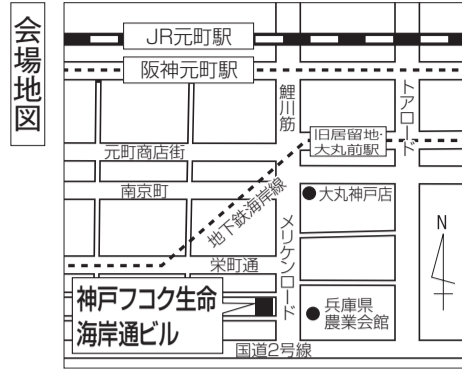 会場地図
JR元町駅
阪神元町駅
鯉川筋
トアロード
旧居留地・
大丸前駅
元町商店街
南京町
地下鉄海岸線
大丸神戸店
メリケンロード
N
栄町通
神戸フコク生命
海岸通ビル
兵庫県
農業会館
国道2号線